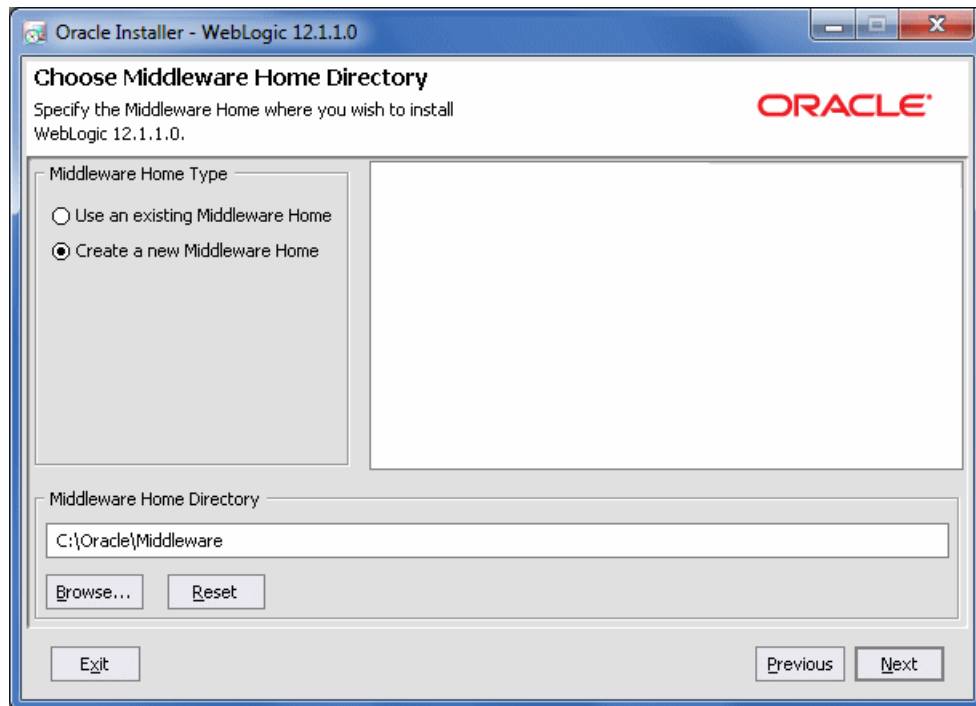 Oracle Installer - WebLogic 12.1.1.0
Choose Middleware Home Directory
Specify the Middleware Home where you wish to install
WebLogic 12.1.1.0.
ORACLE
Middleware Home Type
Use an existing Middleware Home
Create a new Middleware Home
Middleware Home Directory
C:\Oracle\Middleware
Browse...
Reset
Exit
Previous
Next